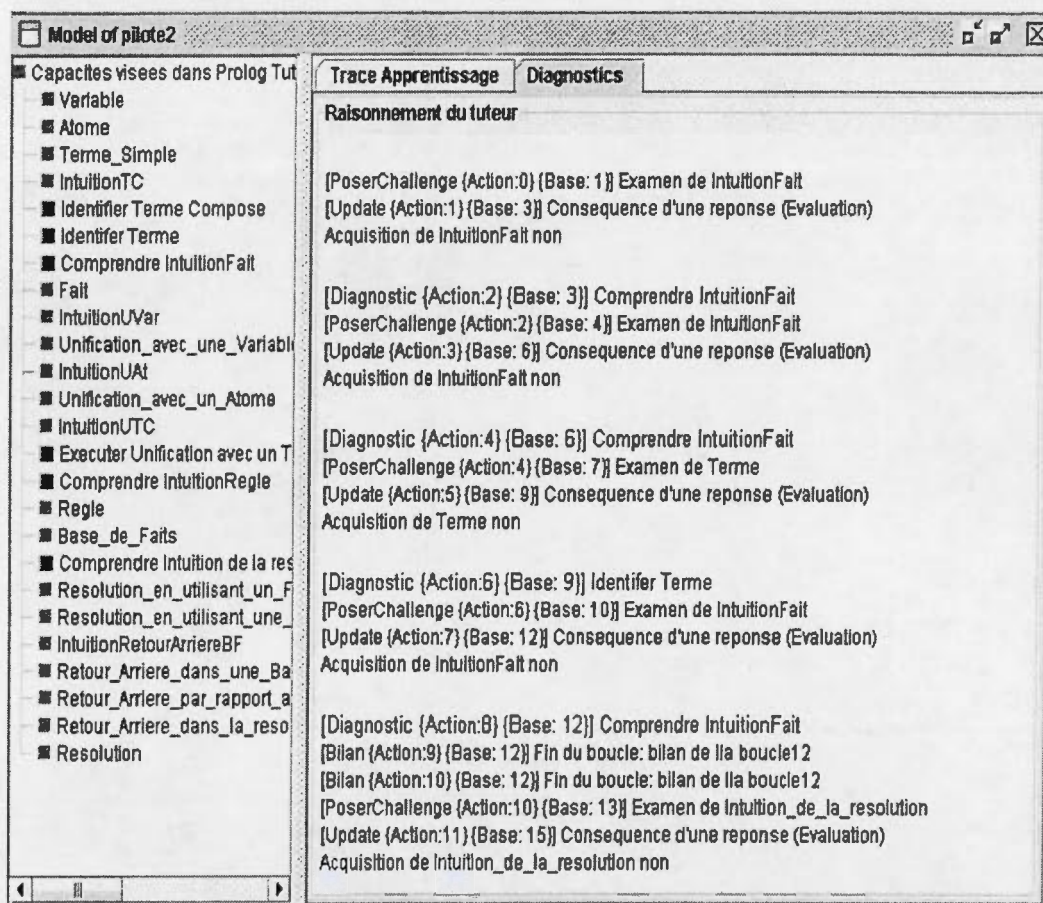 Model of pilote2
Capacites visees dans Prolog Tut
Variable
Atome
Terme_Simple
IntuitionTC
Identifier Terme Compose
Identifer Terme
Comprendre IntuitionFait
Fait
IntuitionUVar
Unification_avec_une_Variabl
IntuitionUAt
Unification_avec_un_Atome
IntuitionUTC
Executer Unification avec un T
Comprendre IntuitionRegle
Regle
Base_de_Faits
Comprendre Intuition de la res
Resolution_en_utilisant_un_F
Resolution_en_utilisant_une_
IntuitionRetourArriereBF
Retour_Arriere_dans_une_Ba
Retour_Arriere_par_rapport_a
Retour_Arriere_dans_la_reso
Resolution
Trace Apprentissage Diagnostics
Raisonnement du tuteur
[PoserChallenge {Action:0} {Base: 1}] Examen de IntuitionFait
[Update {Action:1} {Base: 3}] Consequence d'une reponse (Evaluation)
Acquisition de IntuitionFait non
[Diagnostic {Action:2} {Base: 3}] Comprendre IntuitionFait
[PoserChallenge {Action:2} {Base: 4}] Examen de IntuitionFait
[Update {Action:3} {Base: 6}] Consequence d'une reponse (Evaluation)
Acquisition de IntuitionFait non
[Diagnostic {Action:4} {Base: 6}] Comprendre IntuitionFait
[PoserChallenge {Action:4} {Base: 7}] Examen de Terme
[Update {Action:5} {Base: 9}] Consequence d'une reponse (Evaluation)
Acquisition de Terme non
[Diagnostic {Action:6} {Base: 9}] Identifer Terme
[PoserChallenge {Action:6} {Base: 10}] Examen de IntuitionFait
[Update {Action:7} {Base: 12}] Consequence d'une reponse (Evaluation)
Acquisition de IntuitionFait non
[Diagnostic {Action:8} {Base: 12}] Comprendre IntuitionFait
[Bilan {Action:9} {Base: 12}] Fin du boucle: bilan de lla boucle12
[Bilan {Action:10} {Base: 12}] Fin du boucle: bilan de lla boucle12
[PoserChallenge {Action:10} {Base: 13}] Examen de Intuition_de_la_resolution
[Update {Action:11} {Base: 15}] Consequence d'une reponse (Evaluation)
Acquisition de Intuition_de_la_resolution non